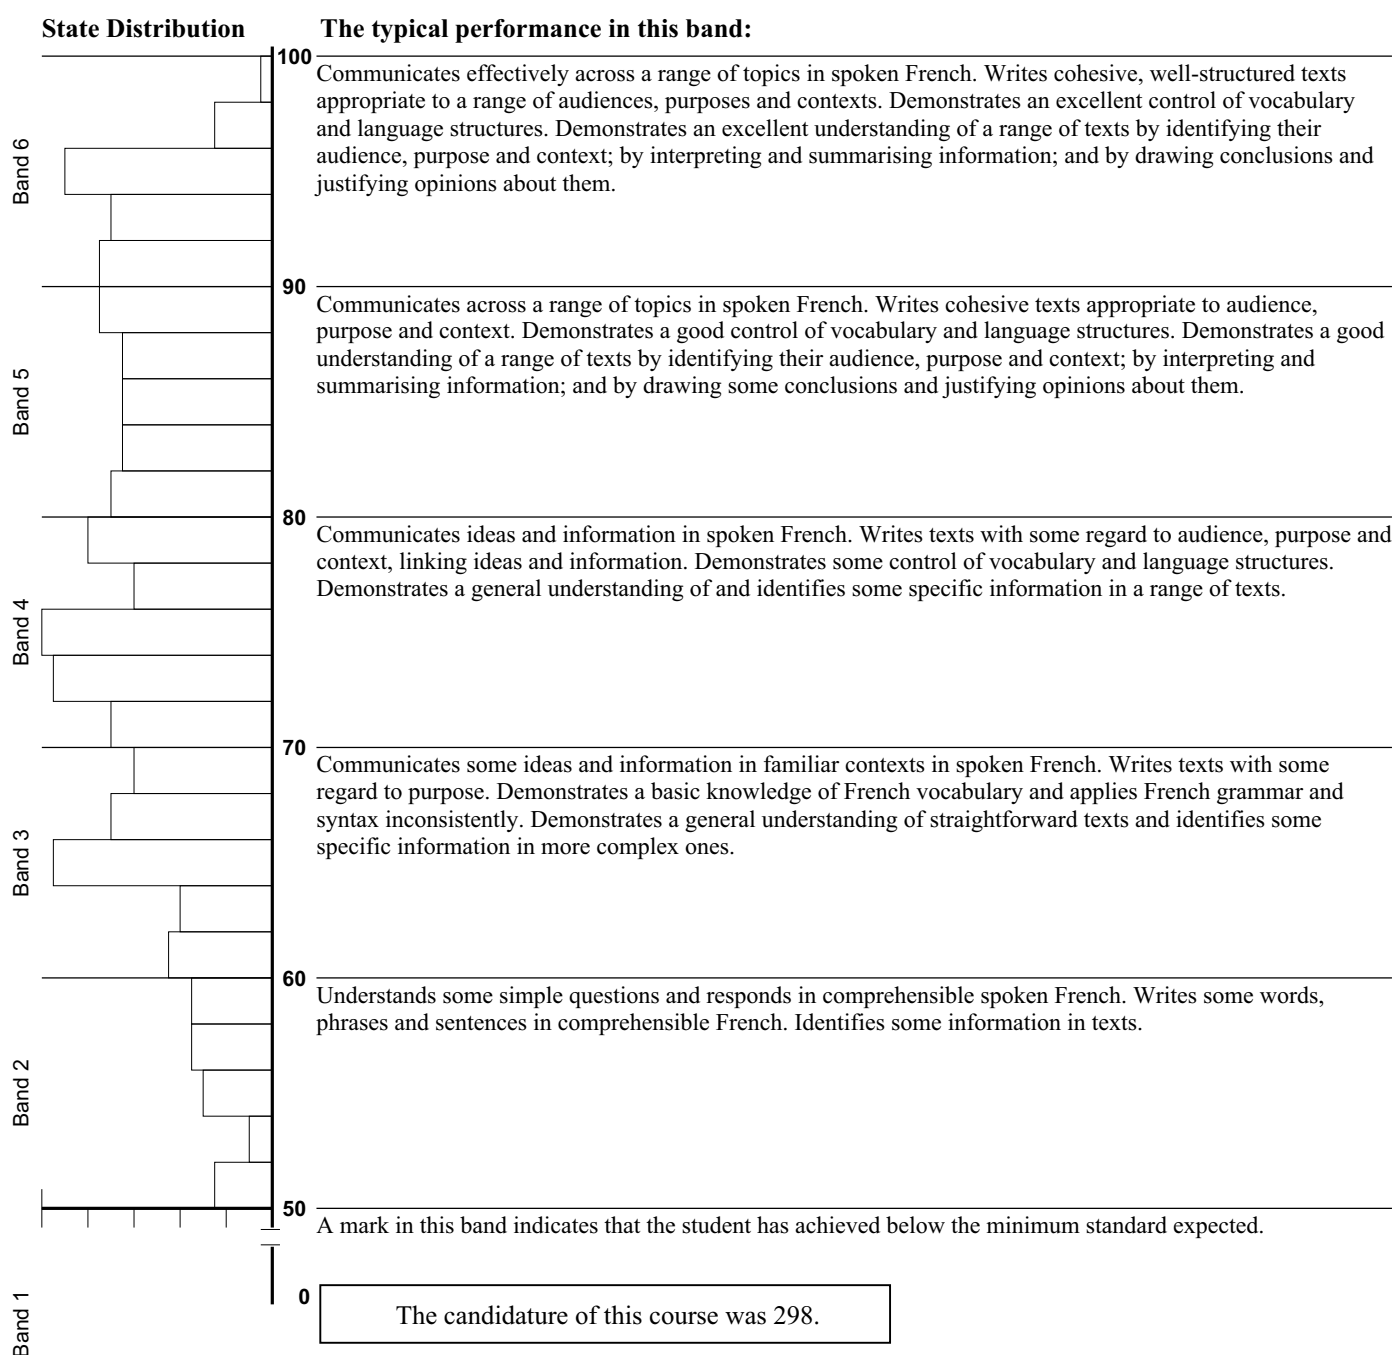 State Distribution
The typical performance in this band:
100
Communicates effectively across a range of topics in spoken French. Writes cohesive, well-structured texts
appropriate to a range of audiences, purposes and contexts. Demonstrates an excellent control of vocabulary
and language structures. Demonstrates an excellent understanding of a range of texts by identifying their
audience, purpose and context; by interpreting and summarising information; and by drawing conclusions and
justifying opinions about them.
Band 6
90
Communicates across a range of topics in spoken French. Writes cohesive texts appropriate to audience,
purpose and context. Demonstrates a good control of vocabulary and language structures. Demonstrates a good
understanding of a range of texts by identifying their audience, purpose and context; by interpreting and
summarising information; and by drawing some conclusions and justifying opinions about them.
Band 5
80
Communicates ideas and information in spoken French. Writes texts with some regard to audience, purpose and
context, linking ideas and information. Demonstrates some control of vocabulary and language structures.
Demonstrates a general understanding of and identifies some specific information in a range of texts.
Band 4
70
Communicates some ideas and information in familiar contexts in spoken French. Writes texts with some
regard to purpose. Demonstrates a basic knowledge of French vocabulary and applies French grammar and
syntax inconsistently. Demonstrates a general understanding of straightforward texts and identifies some
specific information in more complex ones.
Band 3
60
Understands some simple questions and responds in comprehensible spoken French. Writes some words,
phrases and sentences in comprehensible French. Identifies some information in texts.
Band 2
50
A mark in this band indicates that the student has achieved below the minimum standard expected.
0
Band 1
The candidature of this course was 298.